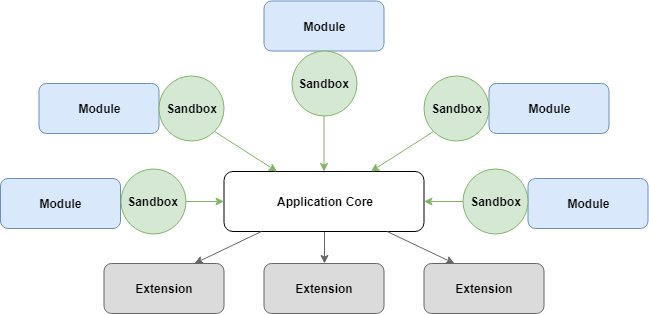 Module
Sandbox
Module
Sandbox
Sandbox
Module
Module
Sandbox
Application Core
Sandbox
Module
Extension
Extension
Extension